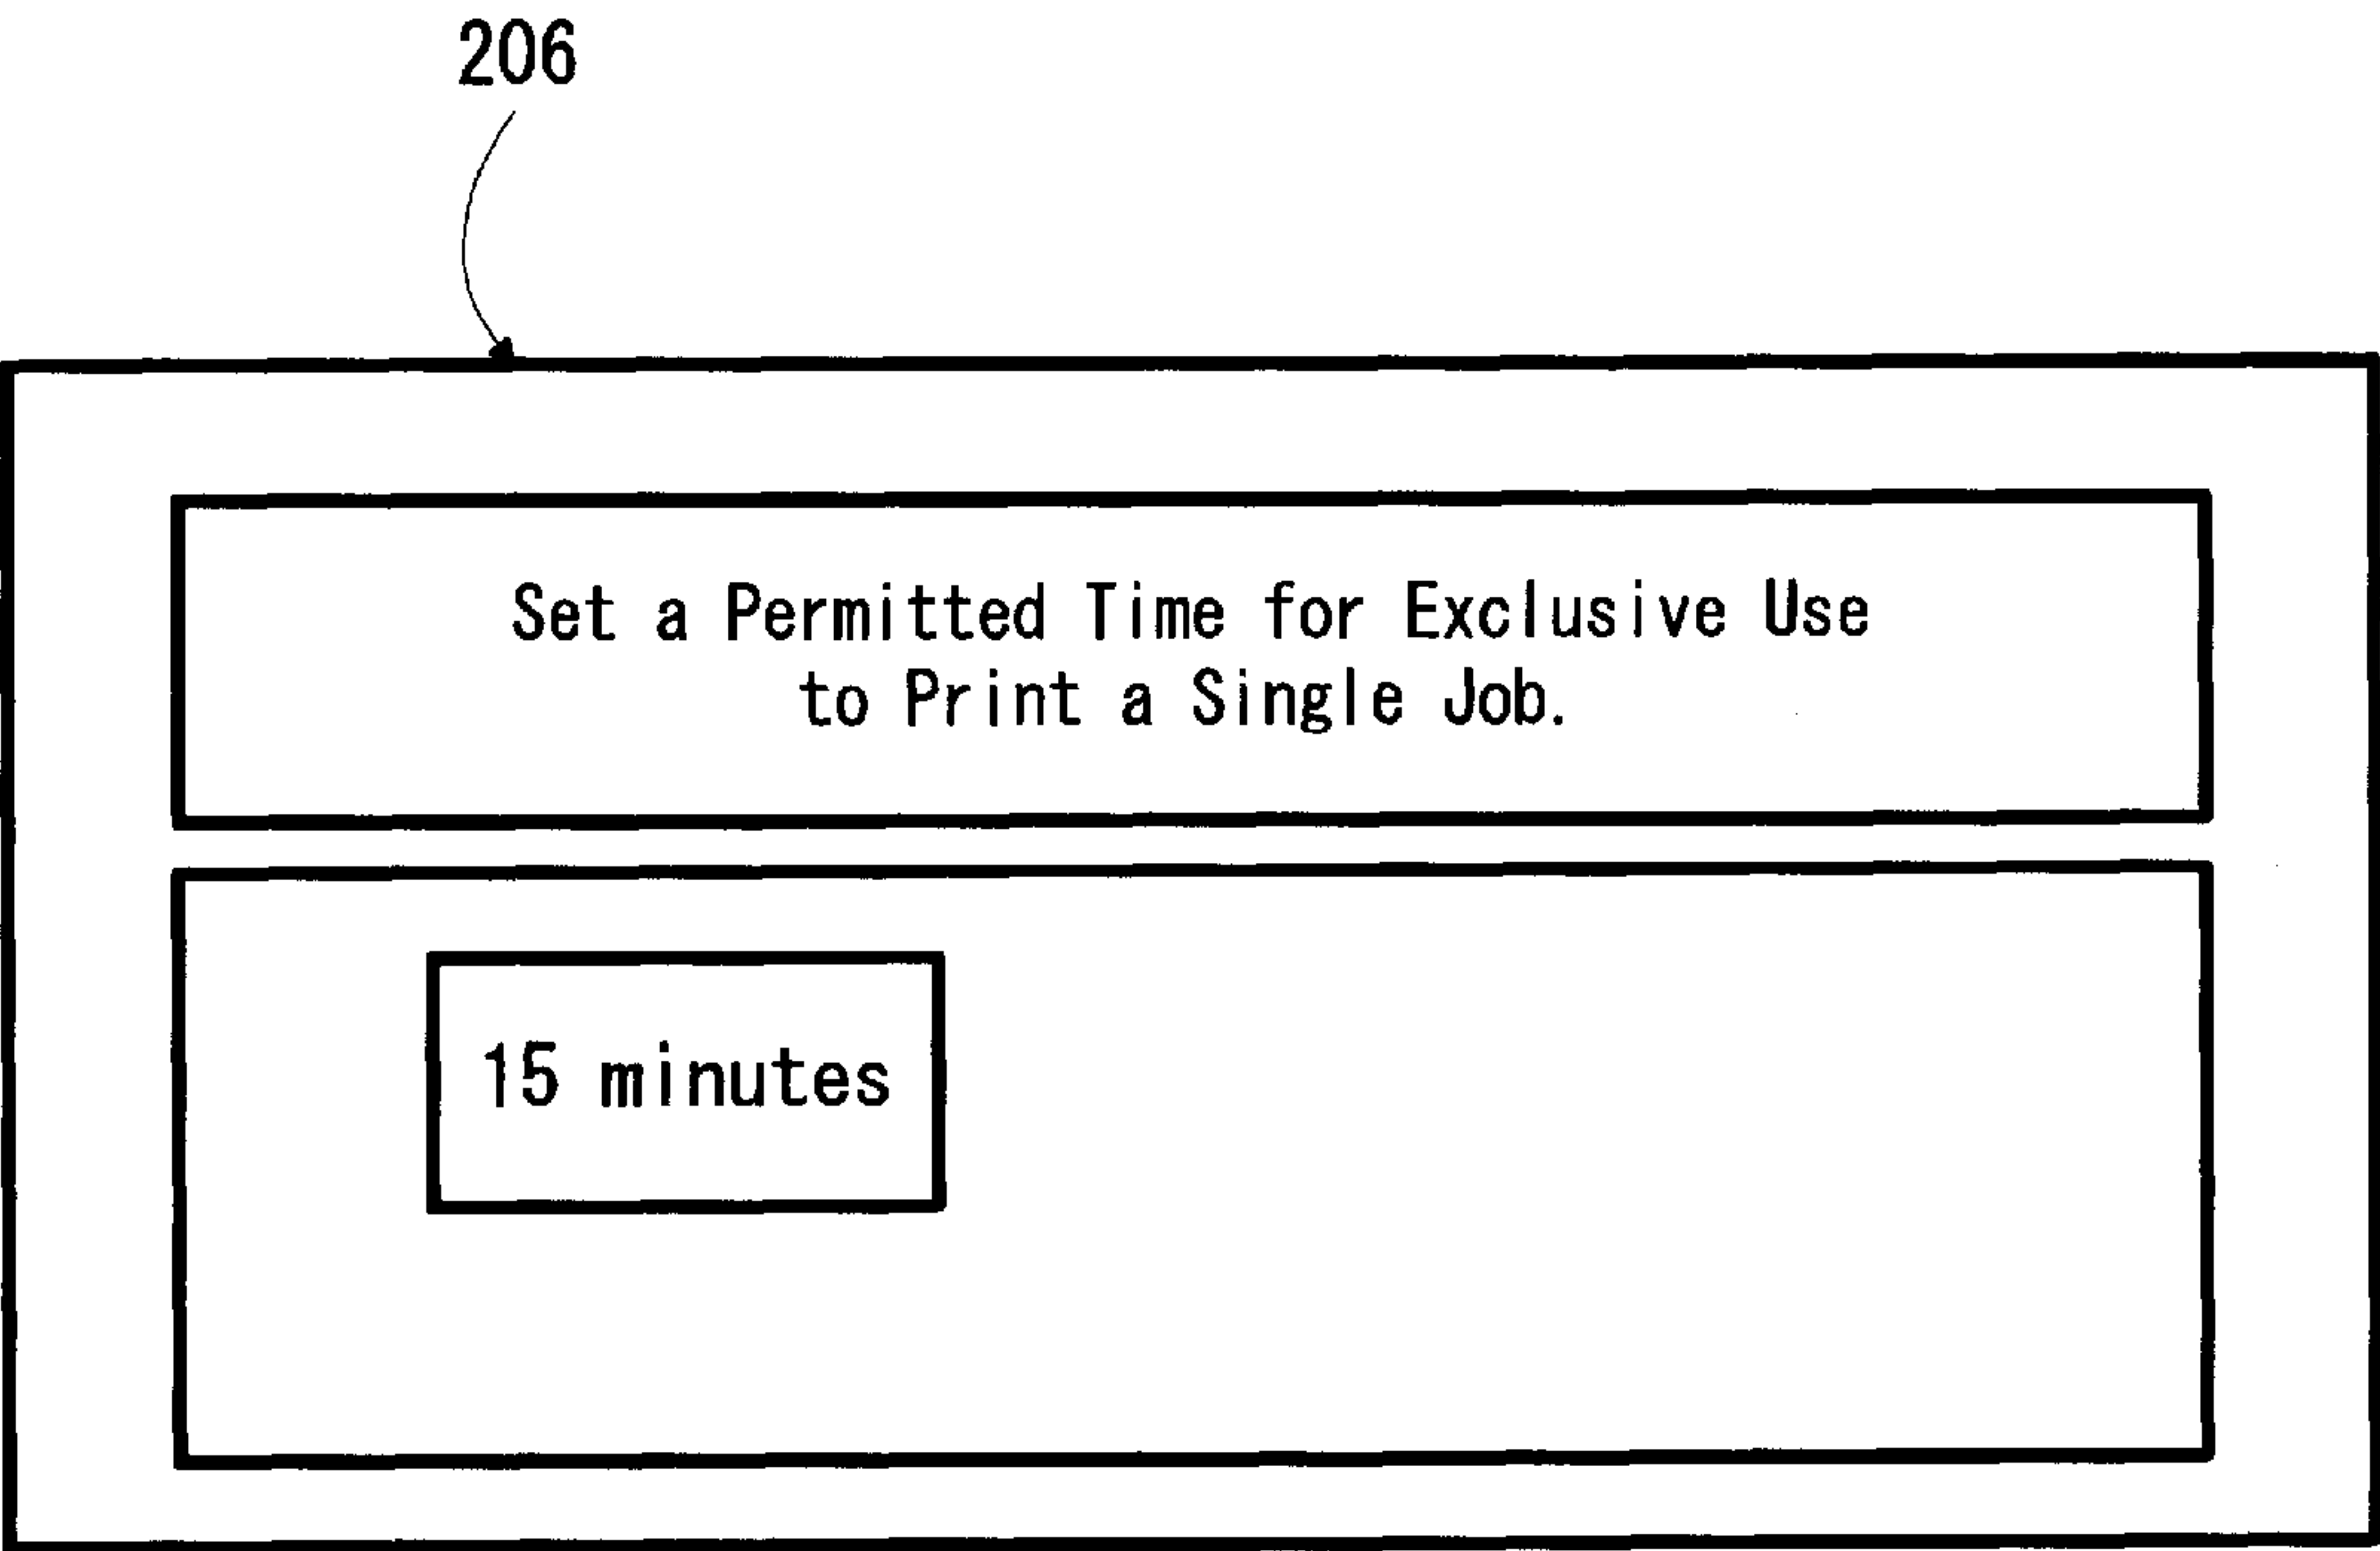 206
Set a Permitted Time for Exclusive Use
to Print a Single Job.
15 minutes